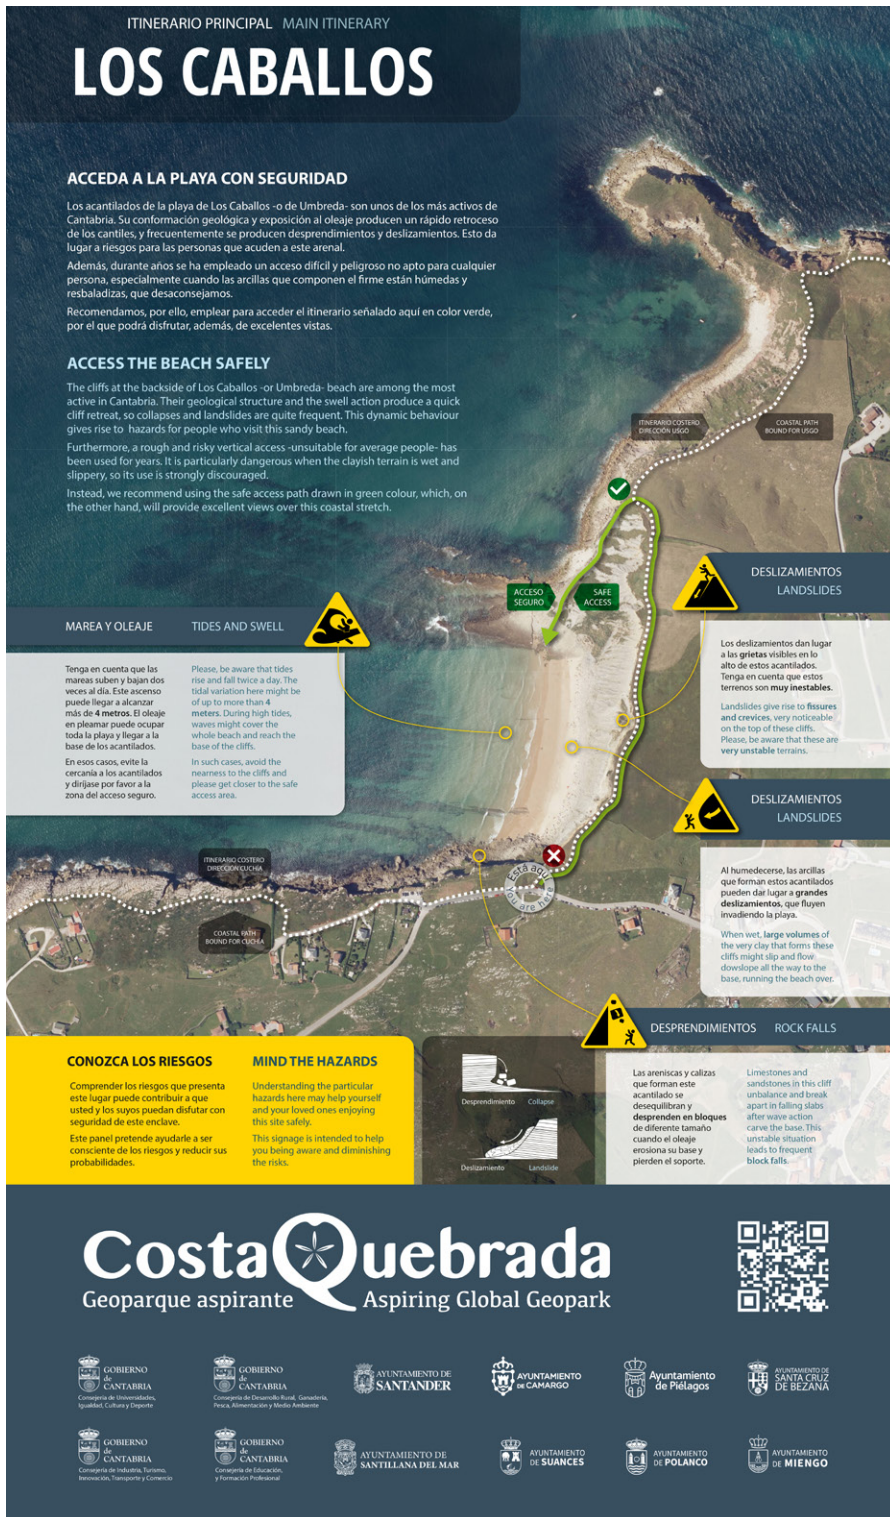 ITINERARIO PRINCIPAL MAIN ITINERARY
LOS CABALLOS
ACCEDA A LA PLAYA CON SEGURIDAD
Los acantilados de la playa de Los Caballos -o de Umbreda- son unos de los más activos de
Cantabria. Su conformación geológica y exposición al oleaje producen un rápido retroceso
de los cantiles, y frecuentemente se producen desprendimientos y deslizamientos. Esto da
lugar a riesgos para las personas que acuden a este arenal.
Además, durante años se ha empleado un acceso difícil y peligroso no apto para cualquier
persona, especialmente cuando las arcillas que componen el firme están húmedas y
resbaladizas, que desaconsejamos.
Recomendamos, por ello, emplear para acceder el itinerario señalado aquí en color verde,
por el que podrá disfrutar, además, de excelentes vistas.
ACCESS THE BEACH SAFELY
The cliffs at the backside of Los Caballos -or Umbreda- beach are among the most
active in Cantabria. Their geological structure and the swell action produce a quick
cliff retreat, so collapses and landslides are quite frequent. This dynamic behaviour
gives rise to hazards for people who visit this sandy beach.
Furthermore, a rough and risky vertical access -unsuitable for average people- has
been used for years. It is particularly dangerous when the clayish terrain is wet and
slippery, so its use is strongly discouraged.
Instead, we recommend using the safe access path drawn in green colour, which, on
the other hand, will provide excellent views over this coastal stretch.
ITINERARIO COSTERO
DIRECCIÓN USGO
COASTAL PATH
BOUND FOR USGO
ACCESO
SEGURO
SAFE
ACCESS
DESLIZAMIENTOS
LANDSLIDES
Los deslizamientos dan lugar
a las grietas visibles en lo
alto de estos acantilados.
Tenga en cuenta que estos
terrenos son muy inestables.
Landslides give rise to fissures
and crevices, very noticeable
on the top of these cliffs.
Please, be aware that these are
very unstable terrains.
MAREA Y OLEAJE
Tenga en cuenta que las
mareas suben y bajan dos
veces al día. Este ascenso
puede llegar a alcanzar
más de 4 metros. El oleaje
en pleamar puede ocupar
toda la playa y llegar a la
base de los acantilados.
En esos casos, evite la
cercanía a los acantilados
y diríjase por favor a la
zona del acceso seguro.
TIDES AND SWELL
Please, be aware that tides
rise and fall twice a day. The
tidal variation here might be
of up to more than 4
meters. During high tides,
waves might cover the
whole beach and reach the
base of the cliffs.
In such cases, avoid the
nearness to the cliffs and
please get closer to the safe
access area.
DESLIZAMIENTOS
LANDSLIDES
Al humedecerse, las arcillas
que forman estos acantilados
pueden dar lugar a grandes
deslizamientos, que fluyen
invadiendo la playa.
When wet, large volumes of
the very clay that forms these
cliffs might slip and flow
dowslope all the way to the
base, running the beach over.
ITINERARIO COSTERO
DIRECCIÓN CUCHÍA
COASTAL PATH
BOUND FOR CUCHÍA
Está aquí
You are here
DESPRENDIMIENTOS ROCK FALLS
Las areniscas y calizas
que forman este
acantilado se
desequilibran y
desprenden en bloques
de diferente tamaño
cuando el oleaje
erosiona su base y
pierden el soporte.
Limestones and
sandstones in this cliff
unbalance and break
apart in falling slabs
after wave action
carve the base. This
unstable situation
leads to frequent
block falls.
CONOZCA LOS RIESGOS
Comprender los riesgos que presenta
este lugar puede contribuir a que
usted y los suyos puedan disfutar con
seguridad de este enclave.
Este panel pretende ayudarle a ser
consciente de los riesgos y reducir sus
probabilidades.
MIND THE HAZARDS
Understanding the particular
hazards here may help yourself
and your loved ones enjoying
this site safely.
This signage is intended to help
you being aware and diminishing
the risks.
Desprendimiento Collapse
Deslizamiento Landslide
Costa Quebrada
Geoparque aspirante Aspiring Global Geopark
GOBIERNO
de
CANTABRIA
Consejería de Universidades,
Igualdad, Cultura y Deporte
GOBIERNO
de
CANTABRIA
Consejería de Desarrollo Rural, Ganadería,
Pesca, Alimentación y Medio Ambiente
AYUNTAMIENTO DE
SANTANDER
AYUNTAMIENTO
DE CAMARGO
Ayuntamiento
de Piélagos
AYUNTAMIENTO DE
SANTA CRUZ
DE BEZANA
GOBIERNO
de
CANTABRIA
Consejería de Industria, Turismo,
Innovación, Transporte y Comercio
GOBIERNO
de
CANTABRIA
Consejería de Educación,
y Formación Profesional
AYUNTAMIENTO DE
SANTILLANA DEL MAR
AYUNTAMIENTO
DE SUANCES
AYUNTAMIENTO
DE POLANCO
AYUNTAMIENTO
DE MIENGO